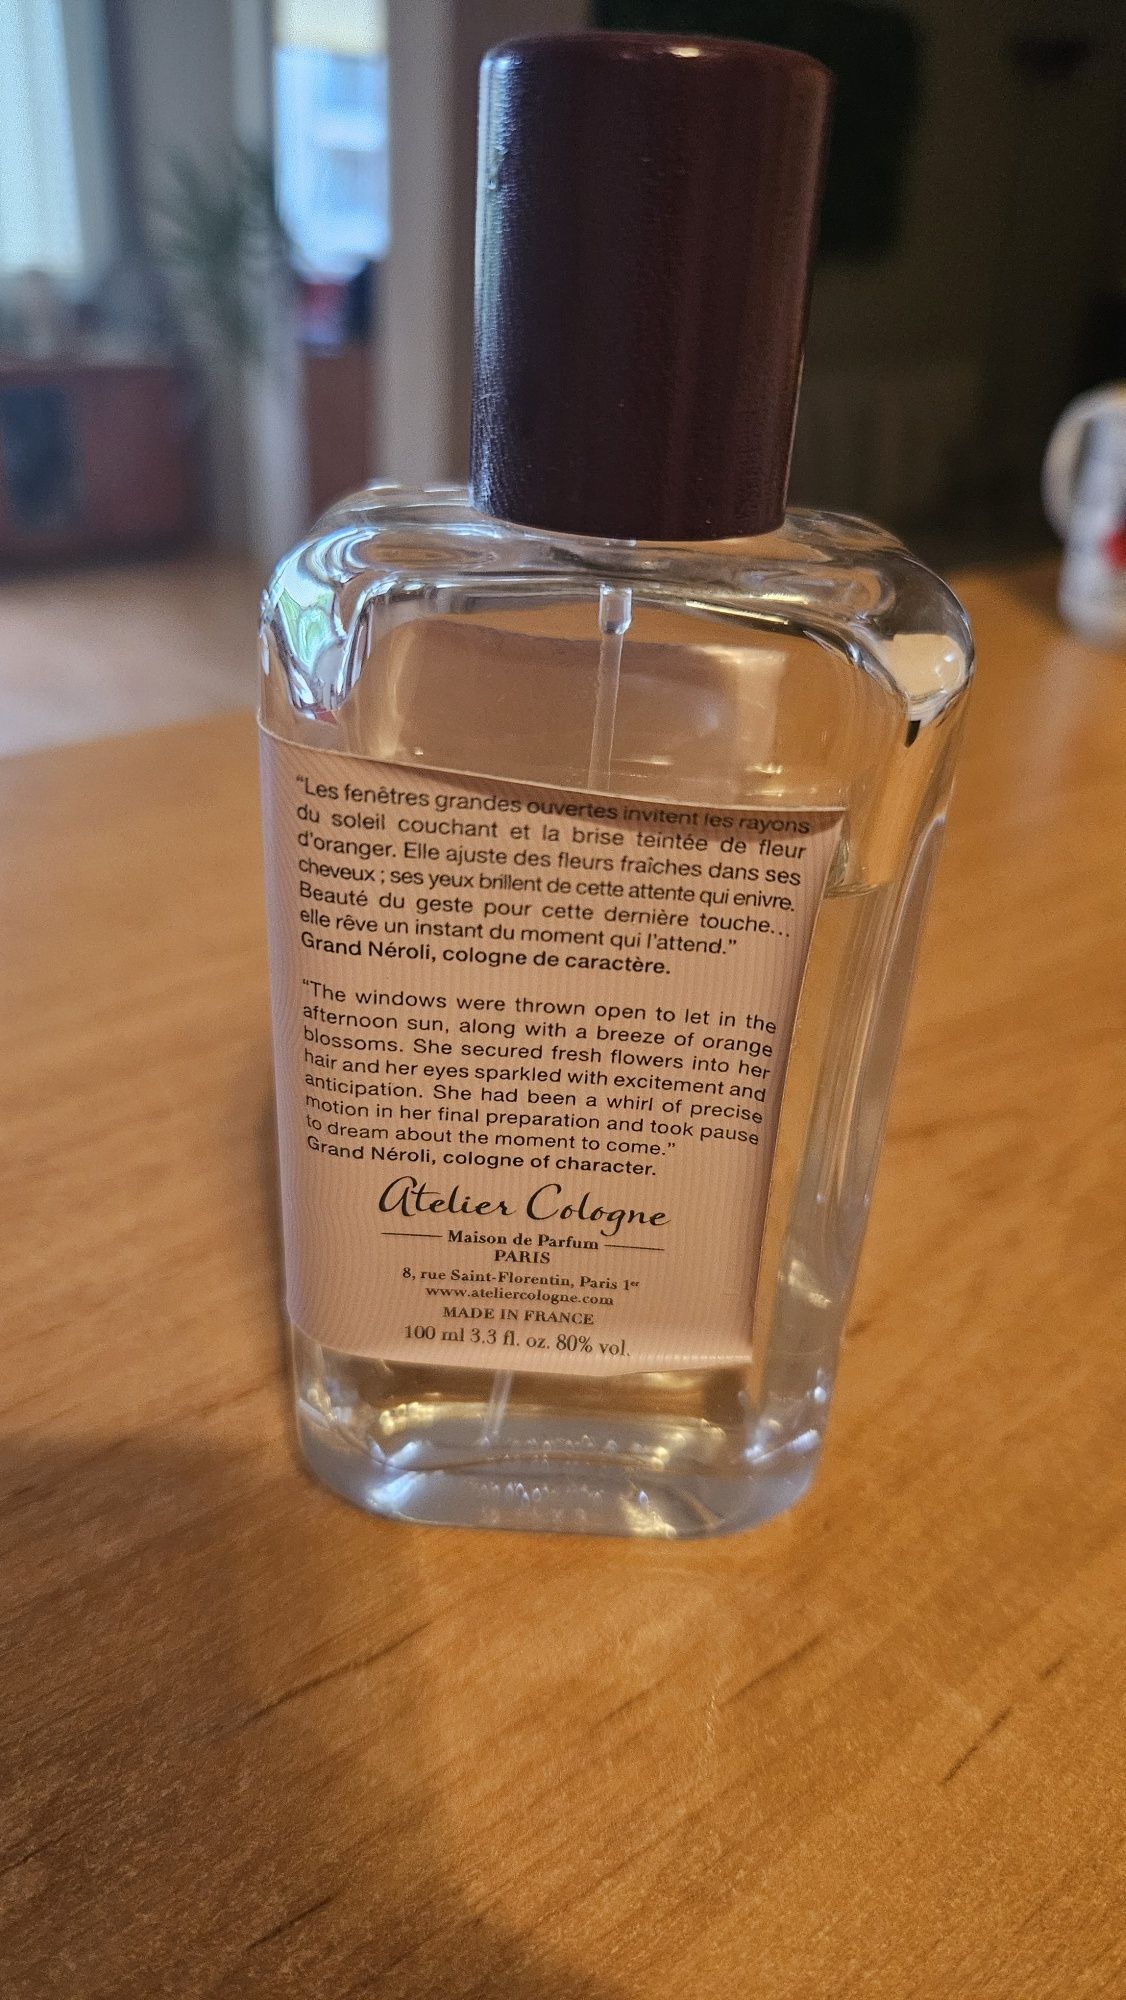 “Les fenêtres grandes ouvertes invitent les rayons
du soleil couchant et la brise teintée de fleur
d’oranger. Elle ajuste des fleurs fraîches dans ses
cheveux ; ses yeux brillent de cette attente qui enivre.
Beauté du geste pour cette dernière touche...
elle rêve un instant du moment qui l’attend.”
Grand Néroli, cologne de caractère.
“The windows were thrown open to let in the
afternoon sun, along with a breeze of orange
blossoms. She secured fresh flowers into her
hair and her eyes sparkled with excitement and
anticipation. She had been a whirl of precise
motion in her final preparation and took pause
to dream about the moment to come.”
Grand Néroli, cologne of character.
Atelier Cologne
Maison de Parfum
PARIS
8, rue Saint-Florentin, Paris 1er
www.ateliercologne.com
MADE IN FRANCE
100 ml 3.3 fl. oz. 80% vol.